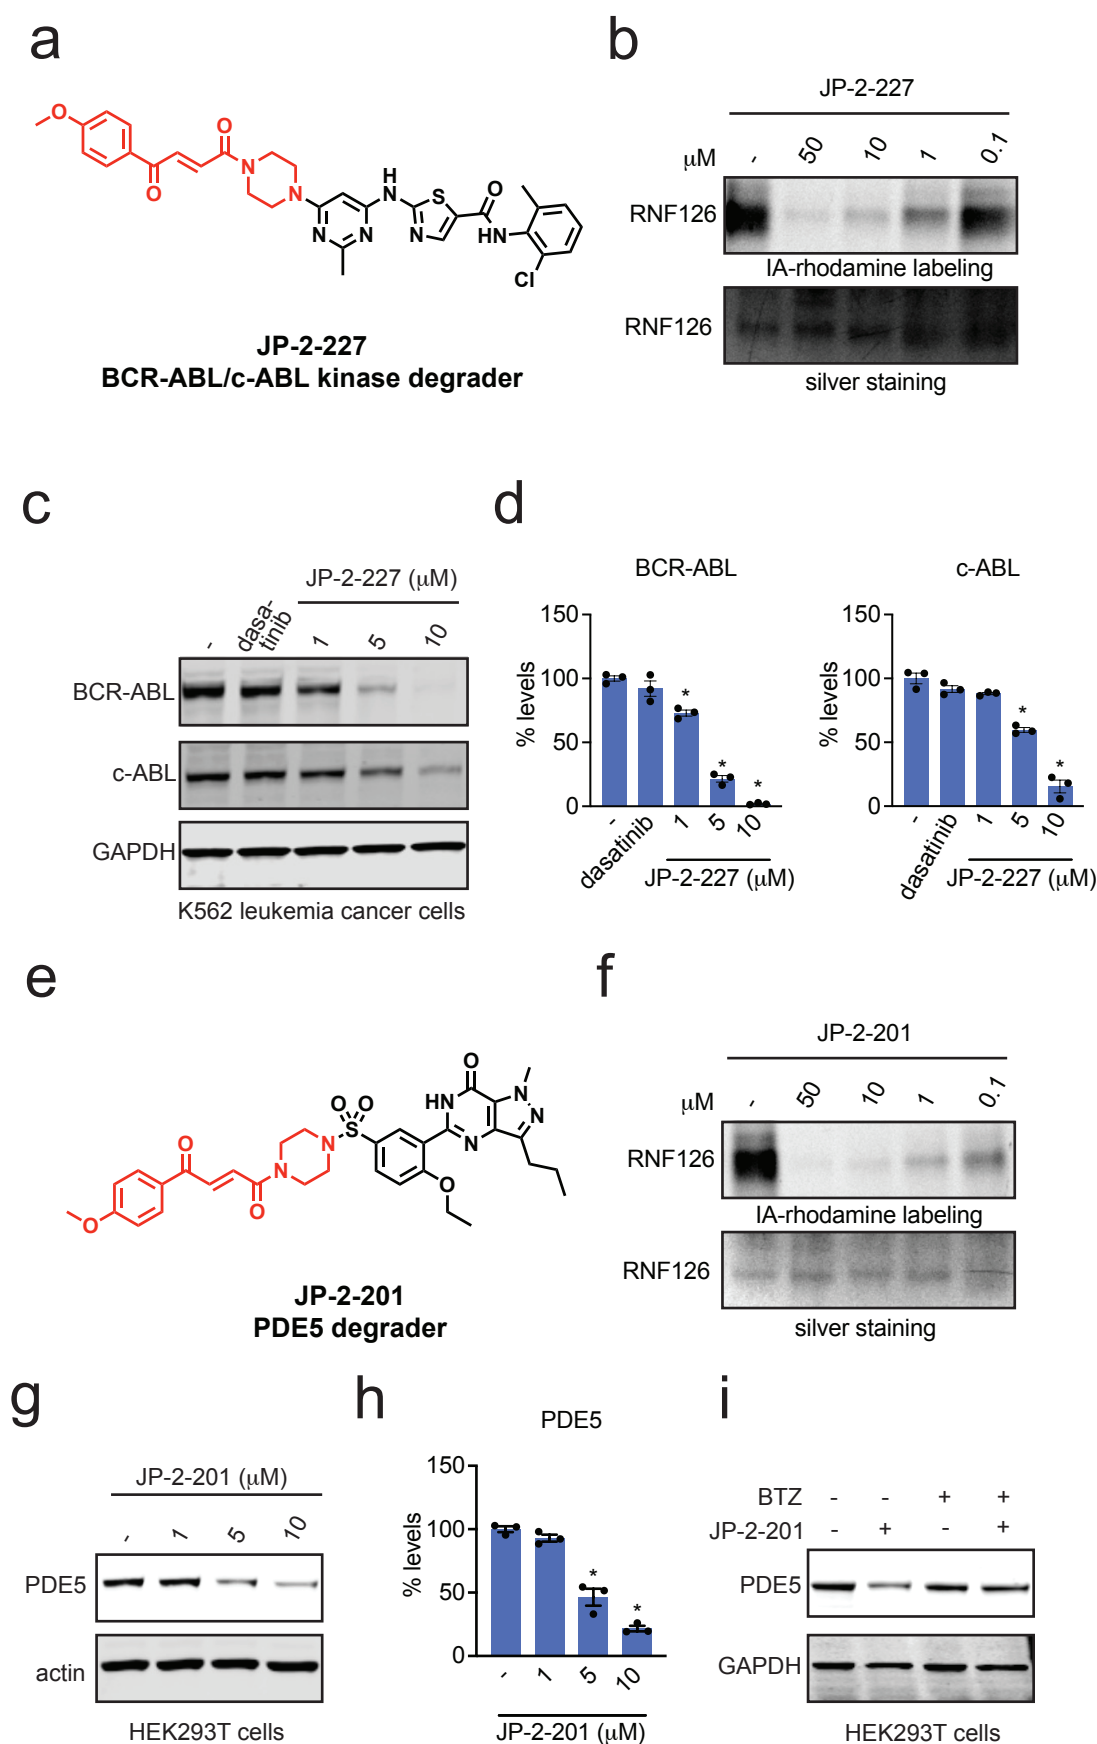 a
O
O
O
N
N
N
N
H
N
S
N
O
HN
Cl
JP-2-227
BCR-ABL/c-ABL kinase degrader
b
JP-2-227
μM - 50 10 1 0.1
RNF126
IA-rhodamine labeling
RNF126
silver staining
c
JP-2-227 (μM)
- dasa-
tinib 1 5 10
BCR-ABL
c-ABL
GAPDH
K562 leukemia cancer cells
d
BCR-ABL
% levels
150
100
50
0
* * *
- dasatinib 1 5 10
JP-2-227 (μM)
c-ABL
% levels
150
100
50
0
* *
- dasatinib 1 5 10
JP-2-227 (μM)
e
O
N
N
HN
N
O O
S
N
N
O
O
O
O
JP-2-201
PDE5 degrader
f
JP-2-201
μM - 50 10 1 0.1
RNF126
IA-rhodamine labeling
RNF126
silver staining
g
JP-2-201 (μM)
- 1 5 10
PDE5
actin
HEK293T cells
h
PDE5
% levels
150
100
50
0
* *
- 1 5 10
JP-2-201 (μM)
i
BTZ - - + +
JP-2-201 - + - +
PDE5
GAPDH
HEK293T cells